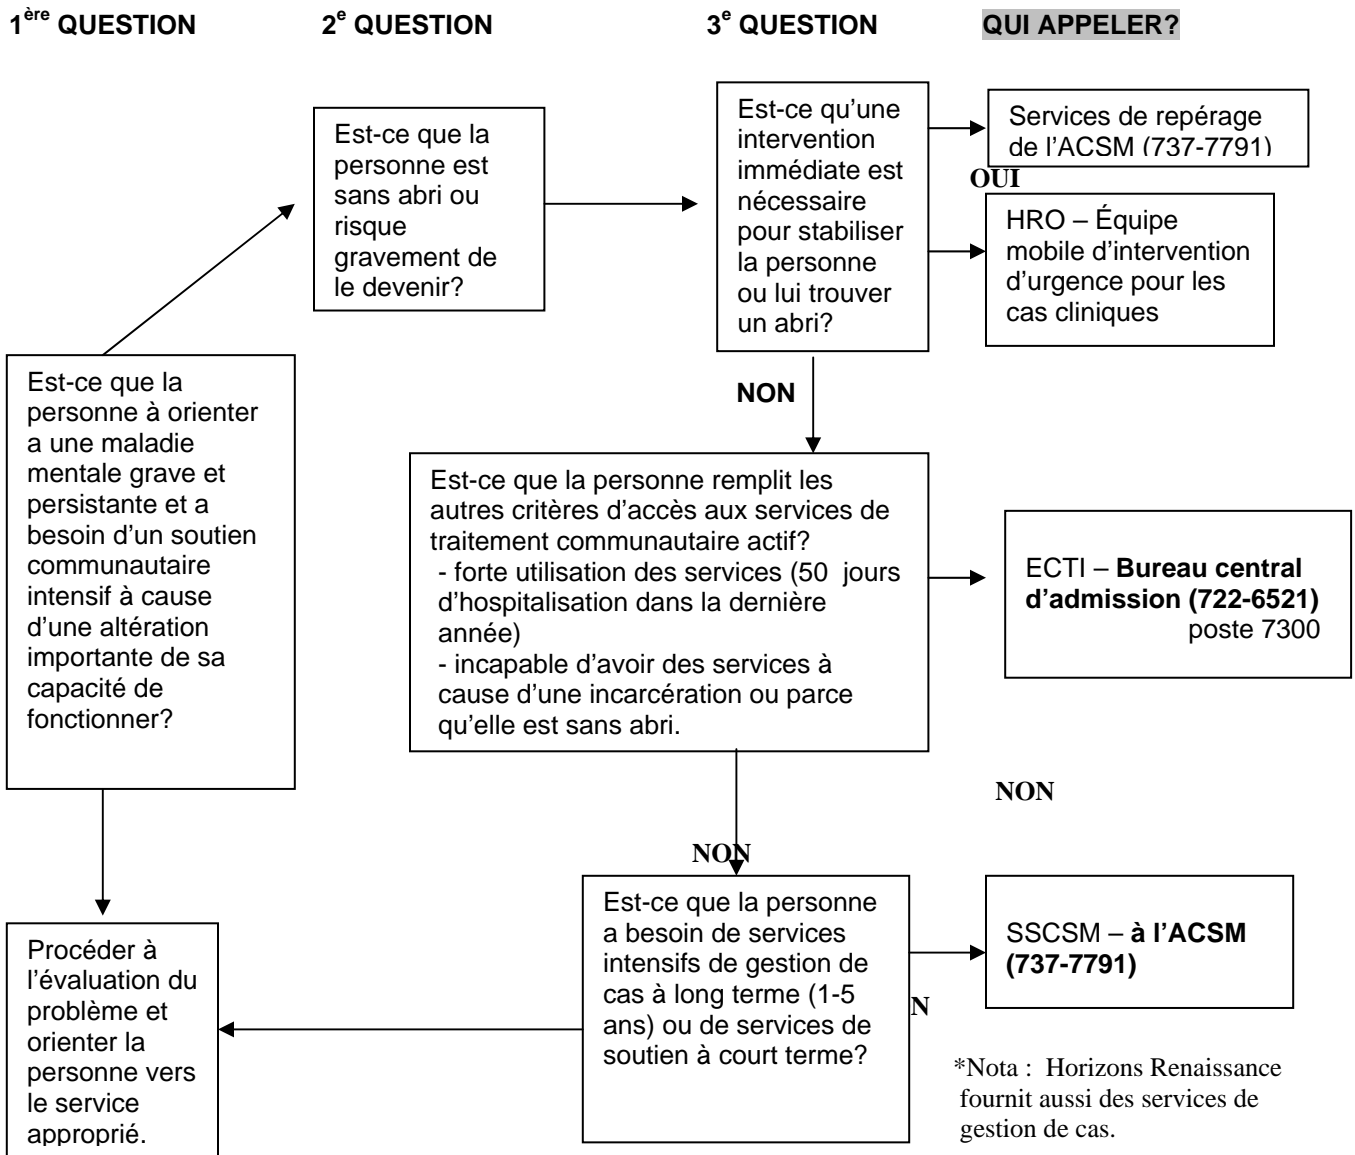 1ère QUESTION
2e QUESTION
3e QUESTION
QUI APPELER?
Est-ce que la
personne à orienter
a une maladie
mentale grave et
persistante et a
besoin d’un soutien
communautaire
intensif à cause
d’une altération
importante de sa
capacité de
fonctionner?
Est-ce que la
personne est
sans abri ou
risque
gravement de
le devenir?
Est-ce qu’une
intervention
immédiate est
nécessaire
pour stabiliser
la personne
ou lui trouver
un abri?
Services de repérage
de l’ACSM (737-7791)
OUI
HRO – Équipe
mobile d’intervention
d’urgence pour les
cas cliniques
NON
Est-ce que la personne remplit les
autres critères d’accès aux services de
traitement communautaire actif?
- forte utilisation des services (50 jours
d’hospitalisation dans la dernière
année)
- incapable d’avoir des services à
cause d’une incarcération ou parce
qu’elle est sans abri.
ECTI – Bureau central
d’admission (722-6521)
poste 7300
NON
NON
Est-ce que la personne
a besoin de services
intensifs de gestion de
cas à long terme (1-5
ans) ou de services de
soutien à court terme?
N
SSCSM – à l’ACSM
(737-7791)
Procéder à
l’évaluation du
problème et
orienter la
personne vers
le service
approprié.
*Nota : Horizons Renaissance
fournit aussi des services de
gestion de cas.